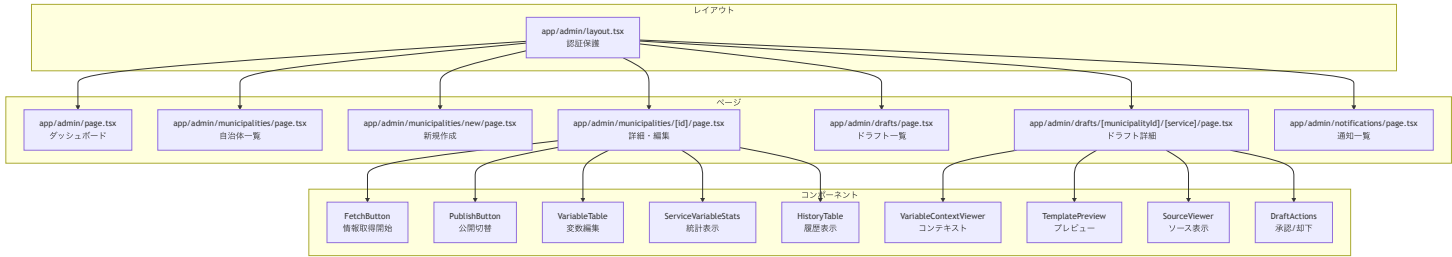 レイアウト
app/admin/layout.tsx
認証保護
ページ
app/admin/page.tsx
ダッシュボード
app/admin/municipalities/page.tsx
自治体一覧
app/admin/municipalities/new/page.tsx
新規作成
app/admin/municipalities/[id]/page.tsx
詳細・編集
app/admin/drafts/page.tsx
ドラフト一覧
app/admin/drafts/[municipalityId]/[service]/page.tsx
ドラフト詳細
app/admin/notifications/page.tsx
通知一覧
コンポーネント
FetchButton
情報取得開始
PublishButton
公開切替
VariableTable
変数編集
ServiceVariableStats
統計表示
HistoryTable
履歴表示
VariableContextViewer
コンテキスト
TemplatePreview
プレビュー
SourceViewer
ソース表示
DraftActions
承認/却下